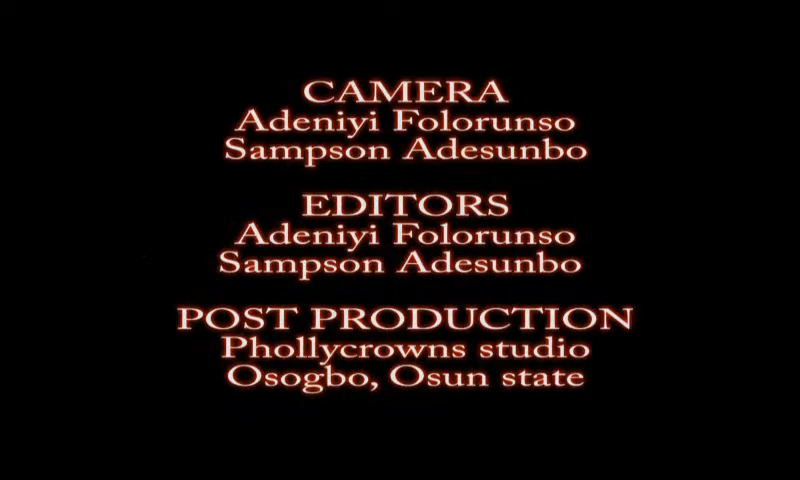 CAMERA
Adeniyi Folorunso
Sampson Adesunbo
EDITORS
Adeniyi Folorunso
Sampson Adesunbo
POST PRODUCTION
Phollycrowns studio
Osogbo, Osun state